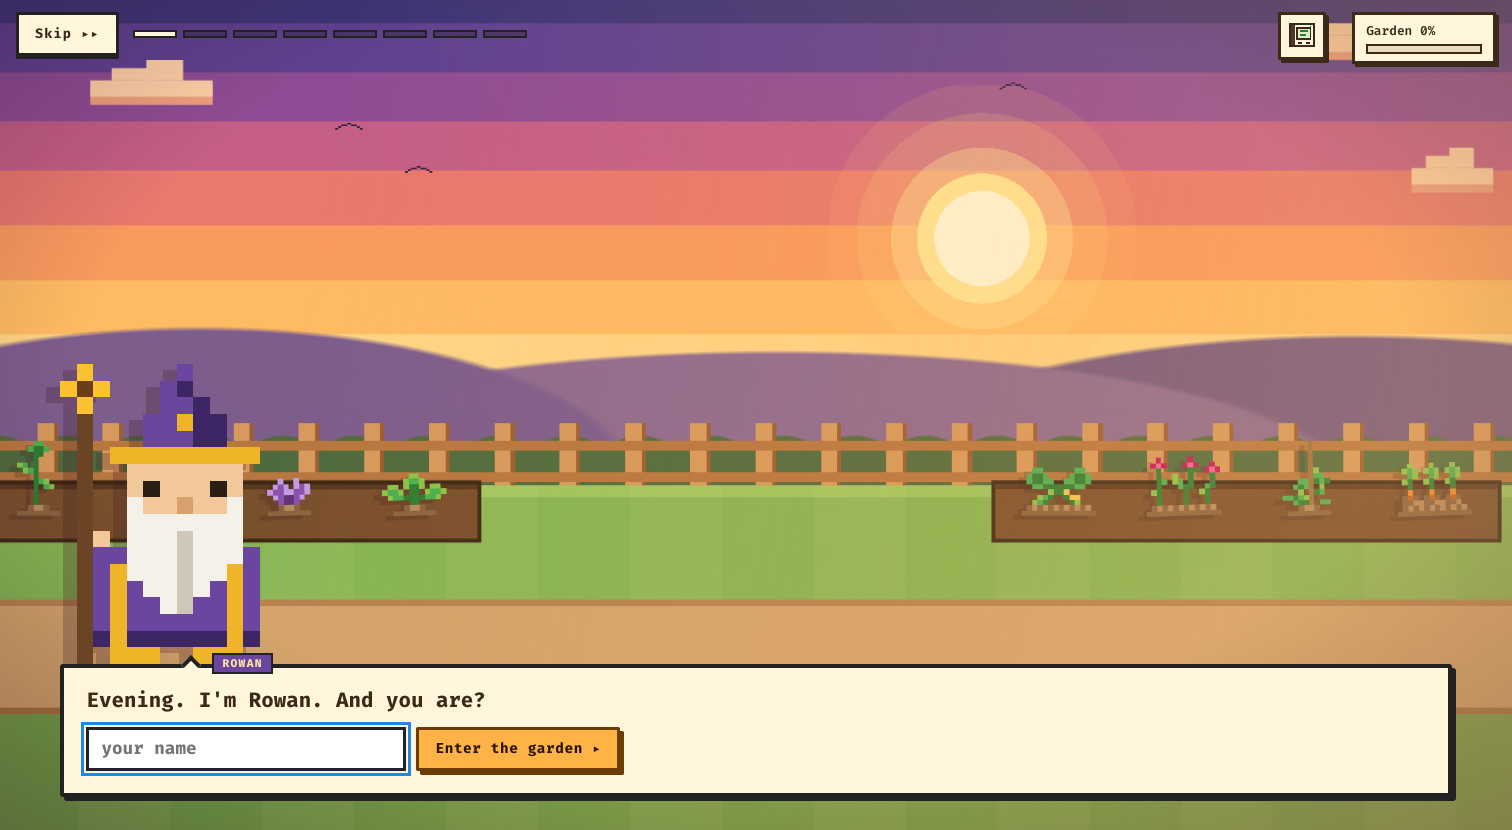 Skip ▸▸
Garden 0%
ROWAN
Evening. I'm Rowan. And you are?
your name
Enter the garden ▸